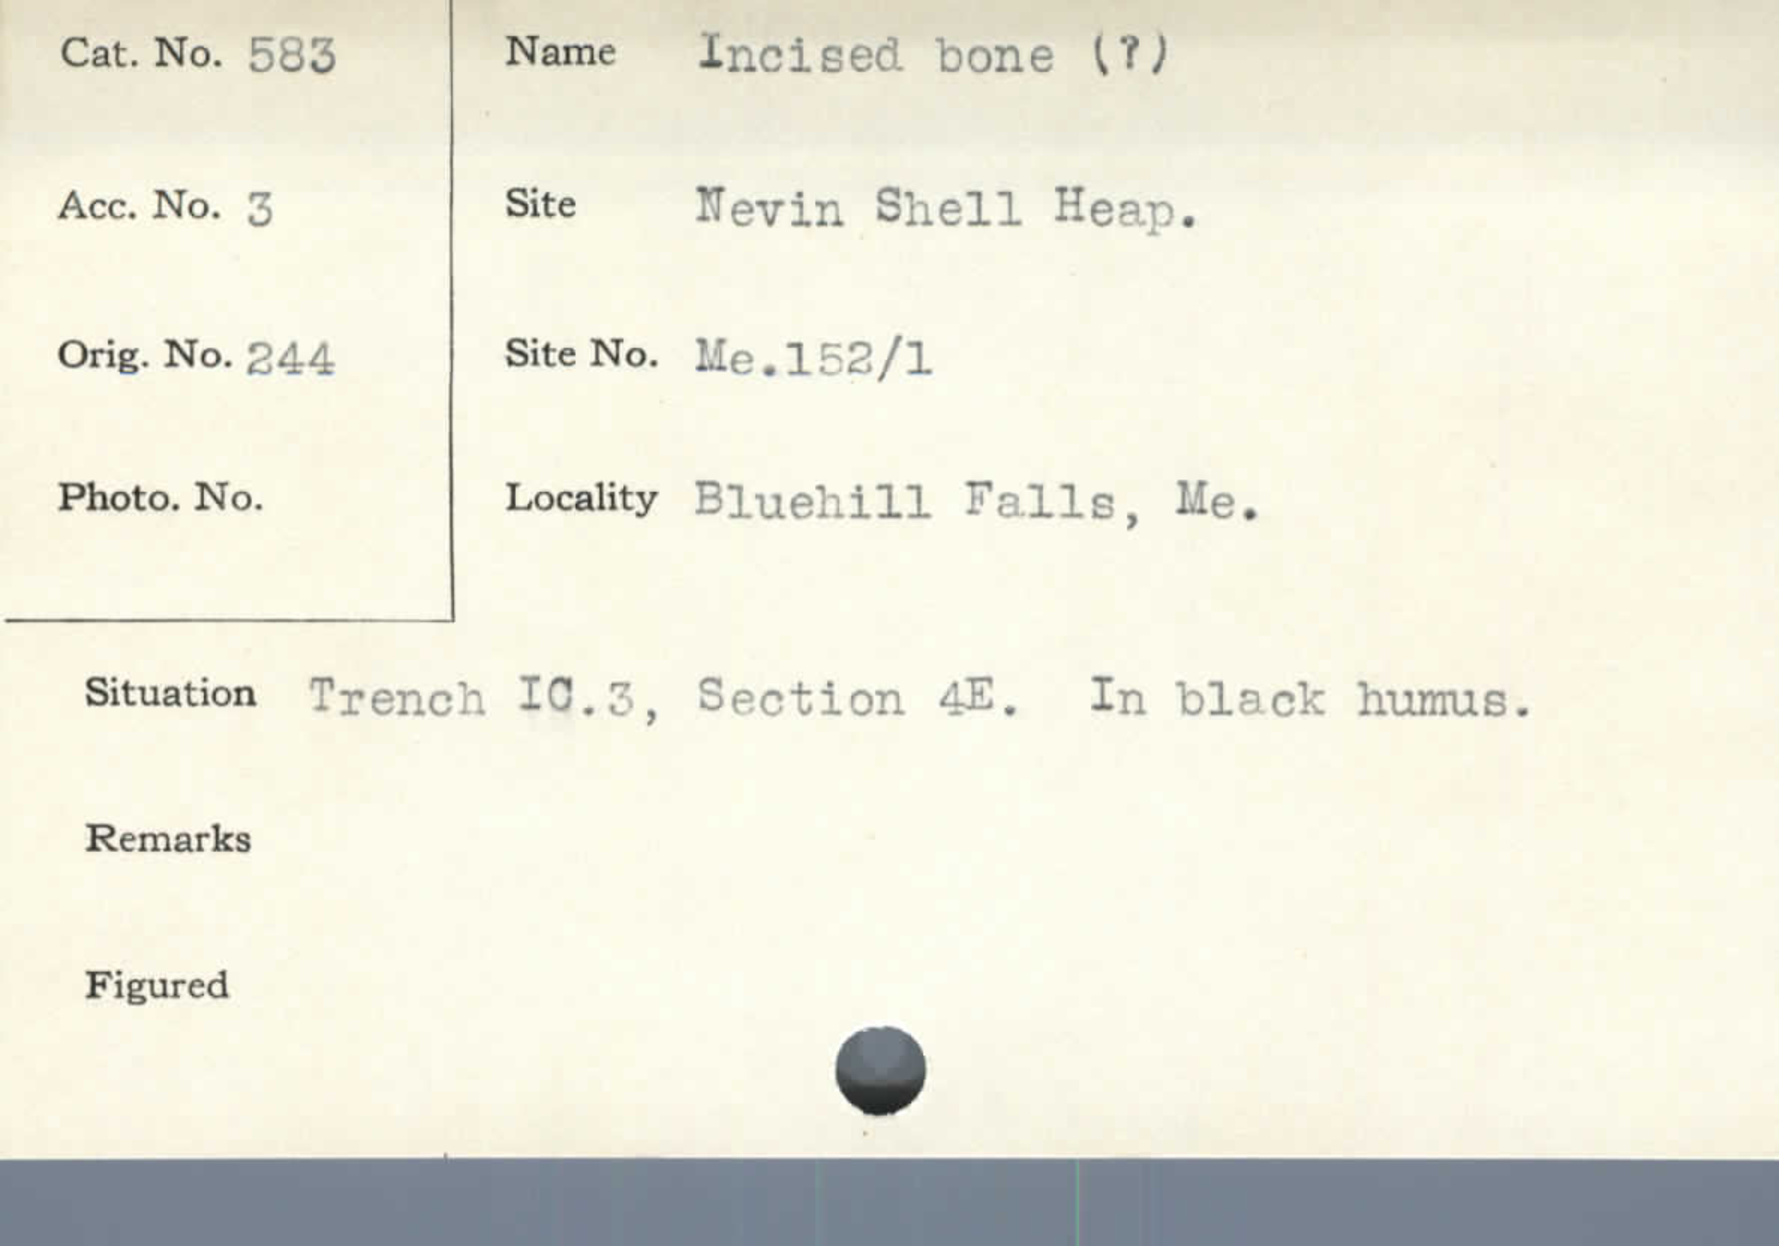 Cat. No. 583
Name Incised bone (?)
Acc. No. 3
Site Nevin Shell Heap.
Orig. No. 244
Site No. Me.152/1
Photo. No.
Locality Bluehill Falls, Me.
Situation Trench IC.3, Section 4E. In black humus.
Remarks
Figured